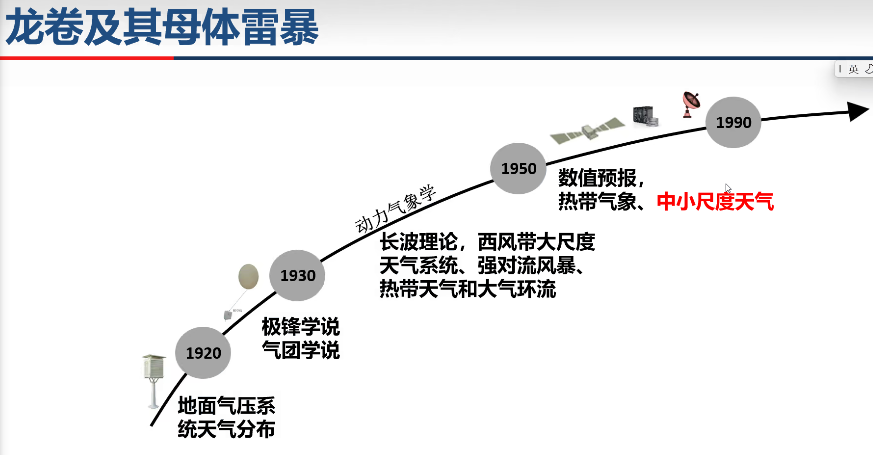 龙卷及其母体雷暴
英
1990
1950
数值预报，
热带气象、中小尺度天气
动力气象学
长波理论，西风带大尺度
天气系统、强对流风暴、
热带天气和大气环流
1930
极锋学说
气团学说
1920
地面气压系
统天气分布